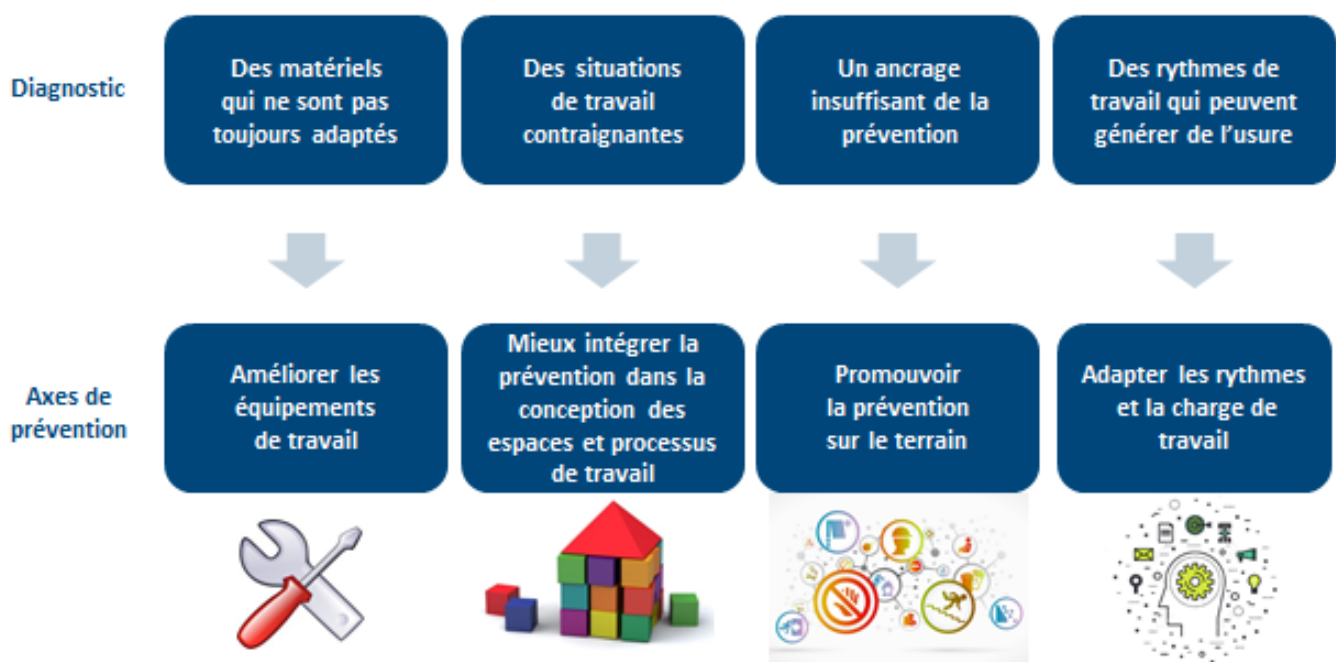 Diagnostic
Des matériels
qui ne sont pas
toujours adaptés
Des situations
de travail
contraignantes
Un ancrage
insuffisant de la
prévention
Des rythmes de
travail qui peuvent
générer de l'usure
Axes de
prévention
Améliorer les
équipements
de travail
Mieux intégrer la
prévention dans la
conception des
espaces et processus
de travail
Promouvoir
la prévention
sur le terrain
Adapter les rythmes
et la charge de
travail